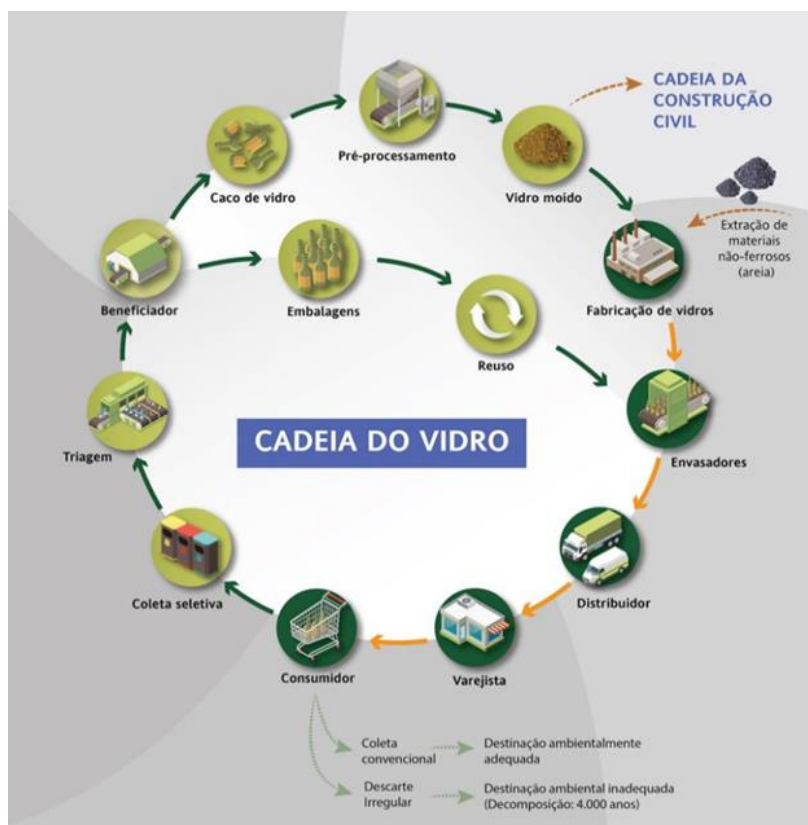 CADEIA DA
CONSTRUÇÃO
CIVIL
Pré-processamento
Caco de vidro
Vidro moído
Extração de
materiais
não-ferrosos
(areia)
Beneficiador
Embalagens
Fabricação de vidros
Reuso
Triagem
CADEIA DO VIDRO
Envasadores
Coleta seletiva
Distribuidor
Consumidor
Varejista
Coleta
convencional
Destinação ambientalmente
adequada
Descarte
Irregular
Destinação ambiental inadequada
(Decomposição: 4.000 anos)